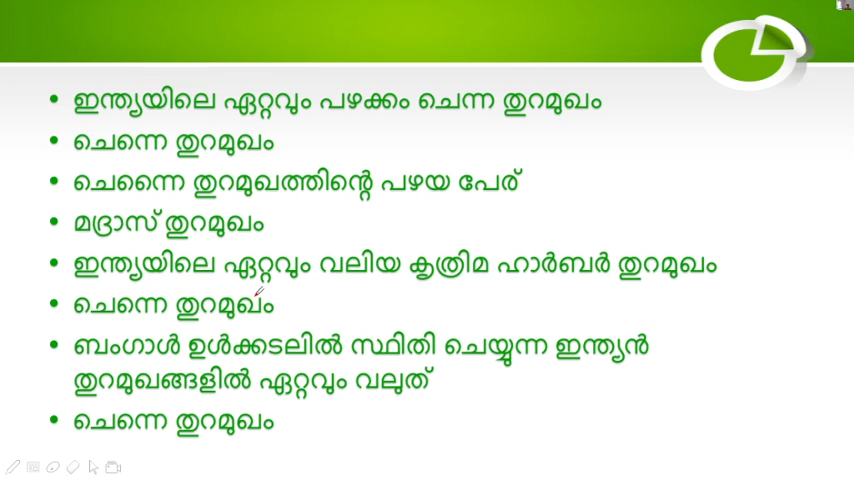 ഇന്ത്യയിലെ ഏറ്റവും പഴക്കം ചെന്ന തുറമുഖം
ചെന്നെ തുറമുഖം
ചെന്നൈ തുറമുഖത്തിന്റെ പഴയ പേര്
മദ്രാസ് തുറമുഖം
ഇന്ത്യയിലെ ഏറ്റവും വലിയ കൃത്രിമ ഹാർബർ തുറമുഖം
ചെന്നെ തുറമുഖം
ബംഗാൾ ഉൾക്കടലിൽ സ്ഥിതി ചെയ്യുന്ന ഇന്ത്യൻ
തുറമുഖങ്ങളിൽ ഏറ്റവും വലുത്
ചെന്നെ തുറമുഖം